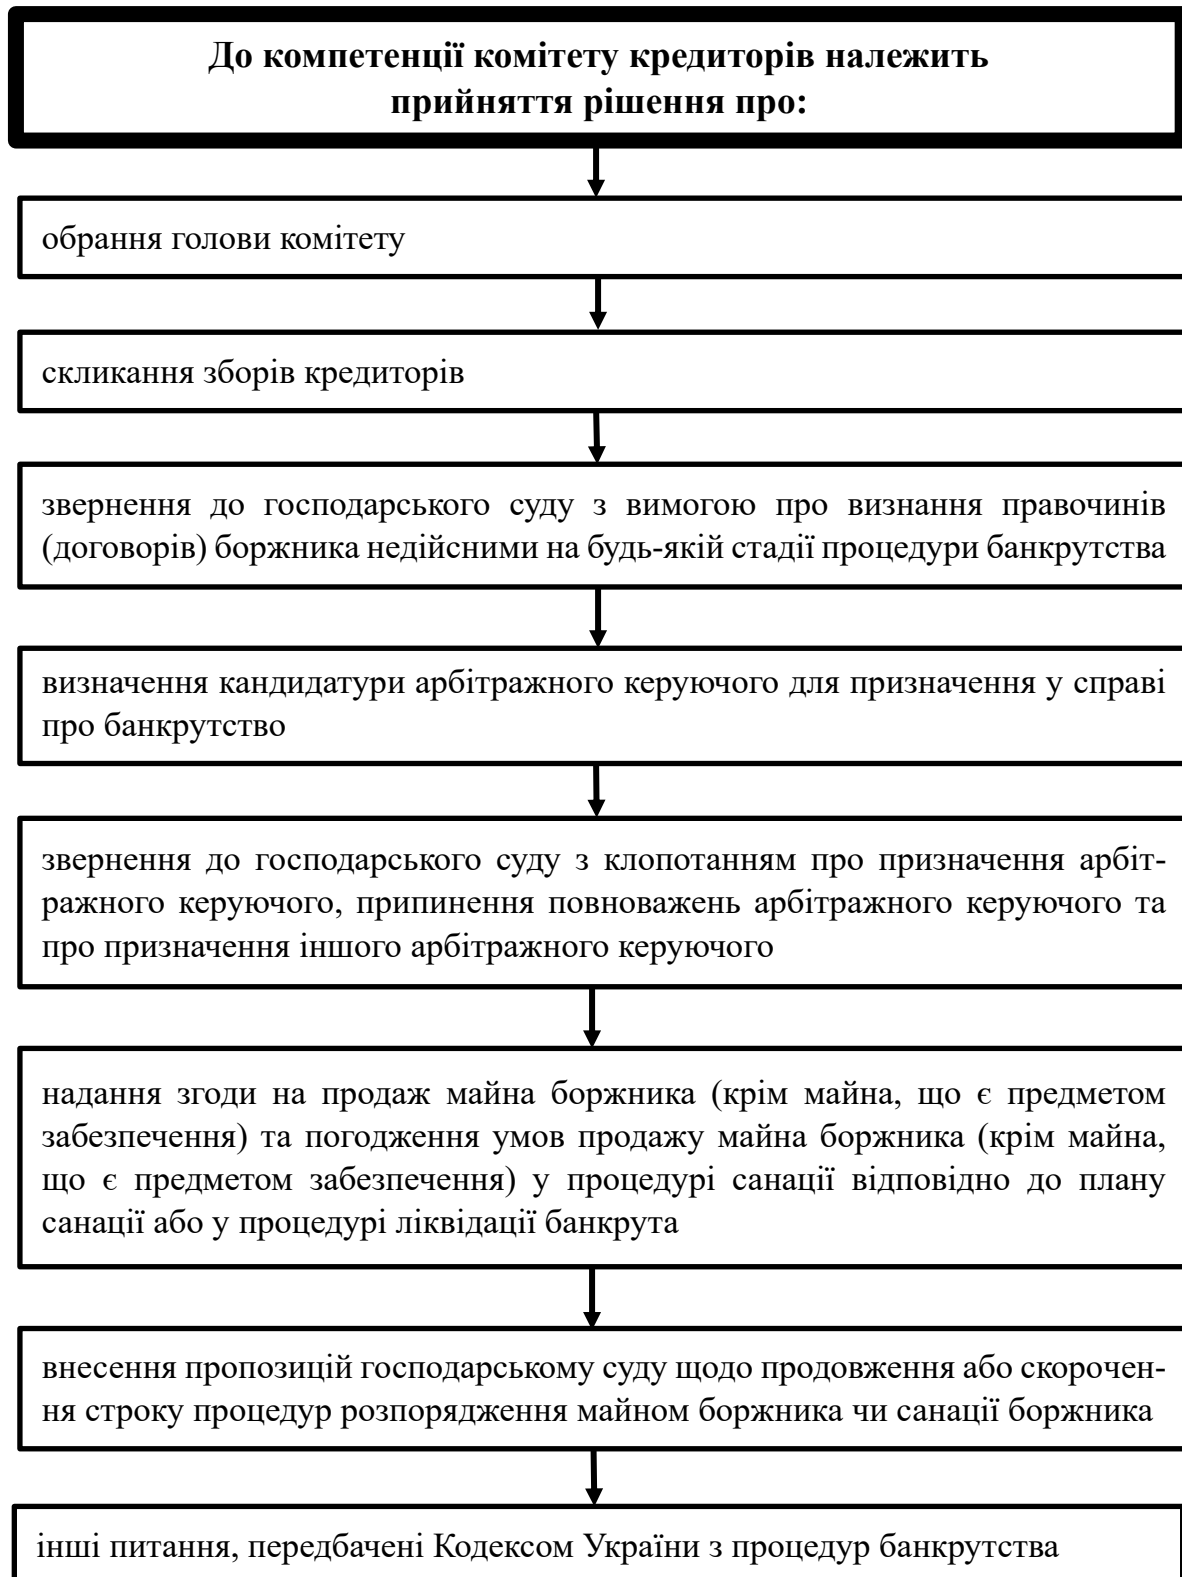 До компетенції комітету кредиторів належить
прийняття рішення про:
обрання голови комітету
скликання зборів кредиторів
звернення до господарського суду з вимогою про визнання правочинів
(договорів) боржника недійсними на будь-якій стадії процедури банкрутства
визначення кандидатури арбітражного керуючого для призначення у справі
про банкрутство
звернення до господарського суду з клопотанням про призначення арбіт-
ражного керуючого, припинення повноважень арбітражного керуючого та
про призначення іншого арбітражного керуючого
надання згоди на продаж майна боржника (крім майна, що є предметом
забезпечення) та погодження умов продажу майна боржника (крім майна,
що є предметом забезпечення) у процедурі санації відповідно до плану
санації або у процедурі ліквідації банкрута
внесення пропозицій господарському суду щодо продовження або скорочен-
ня строку процедур розпорядження майном боржника чи санації боржника
інші питання, передбачені Кодексом України з процедур банкрутства